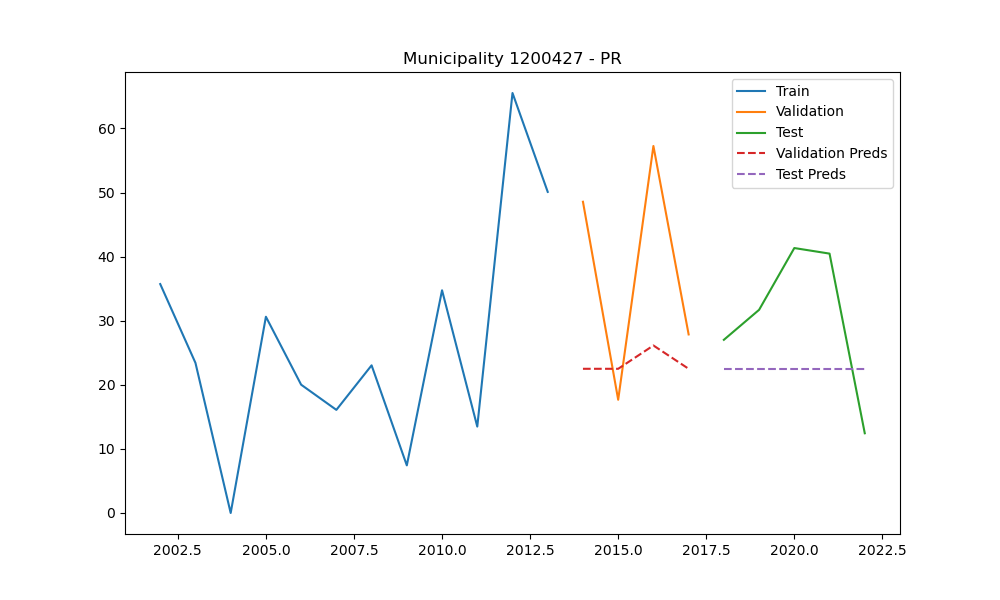 Municipality 1200427 - PR
Train
Validation
Test
Validation Preds
Test Preds
60
50
40
30
20
10
0
2002.5 2005.0 2007.5 2010.0 2012.5 2015.0 2017.5 2020.0 2022.5